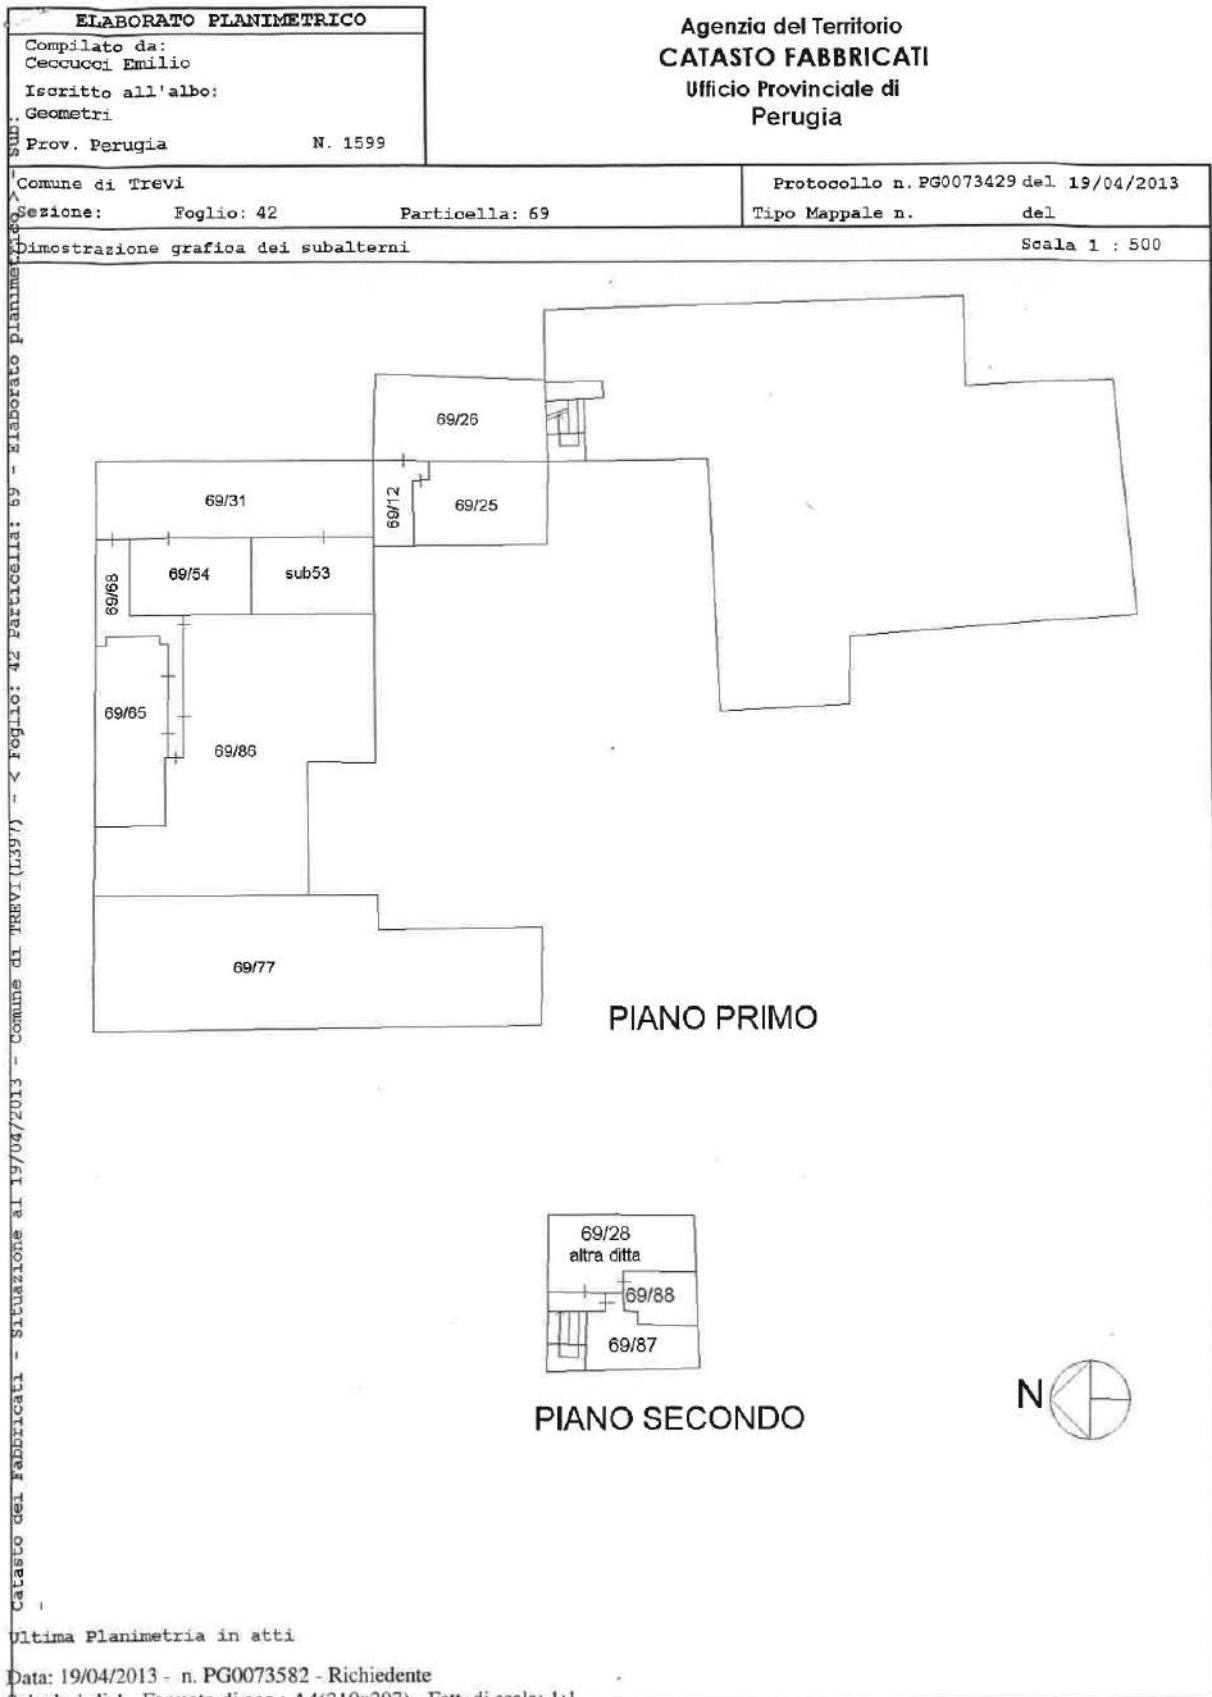 ELABORATO PLANIMETRICO
Compilato da:
Ceccucci Emilio
Iscritto all'albo:
Geometri
Prov. Perugia N. 1599
Agenzia del Territorio
CATASTO FABBRICATI
Ufficio Provinciale di
Perugia
Comune di Trevi
Sezione: Foglio: 42 Particella: 69
Protocollo n. PG0073429 del 19/04/2013
Tipo Mappale n. del
Dimostrazione grafica dei subalterni Scala 1 : 500
69/26
69/31
69/12
69/25
69/68
69/54
sub53
69/65
69/86
69/77
PIANO PRIMO
69/28
altra ditta
69/88
69/87
PIANO SECONDO
N
Catasto dei Fabbricati - Situazione al 19/04/2013 - Comune di TREVI(L397) - < Foglio: 42 Particella: 69 - Elaborato planimetrico > - sub:
Ultima Planimetria in atti
Data: 19/04/2013 - n. PG0073582 - Richiedente